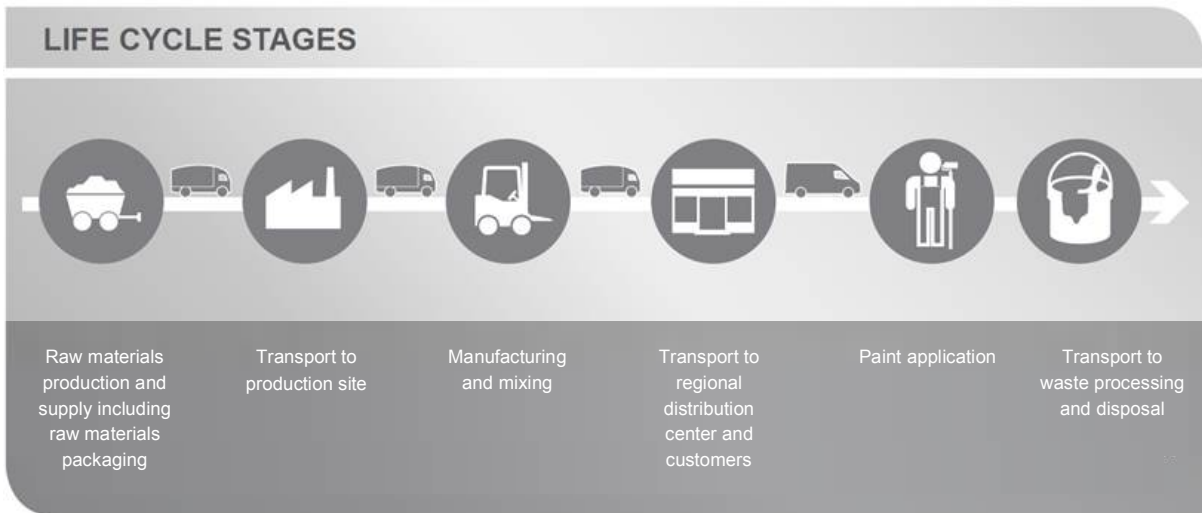 LIFE CYCLE STAGES
Raw materials
production and
supply including
raw materials
packaging
Transport to
production site
Manufacturing
and mixing
Transport to
regional
distribution
center and
customers
Paint application
Transport to
waste processing
and disposal